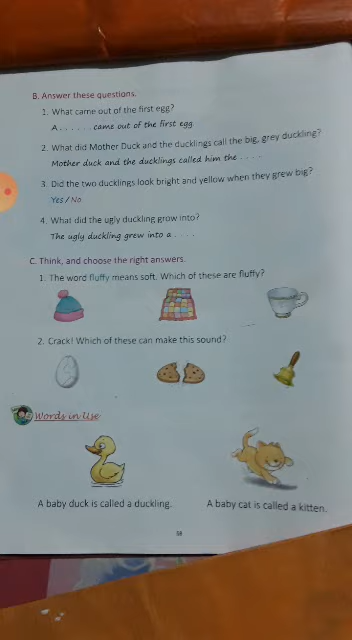 B. Answer these questions.
1. What came out of the first egg?
A . . . . . . came out of the first egg
2. What did Mother Duck and the ducklings call the big, grey duckling?
Mother duck and the ducklings called him the . . . .
3. Did the two ducklings look bright and yellow when they grew big?
Yes / No
4. What did the ugly duckling grow into?
The ugly duckling grew into a . . . .
C. Think, and choose the right answers.
1. The word fluffy means soft. Which of these are fluffy?
2. Crack! Which of these can make this sound?
Words in Use
A baby duck is called a duckling.
A baby cat is called a kitten.